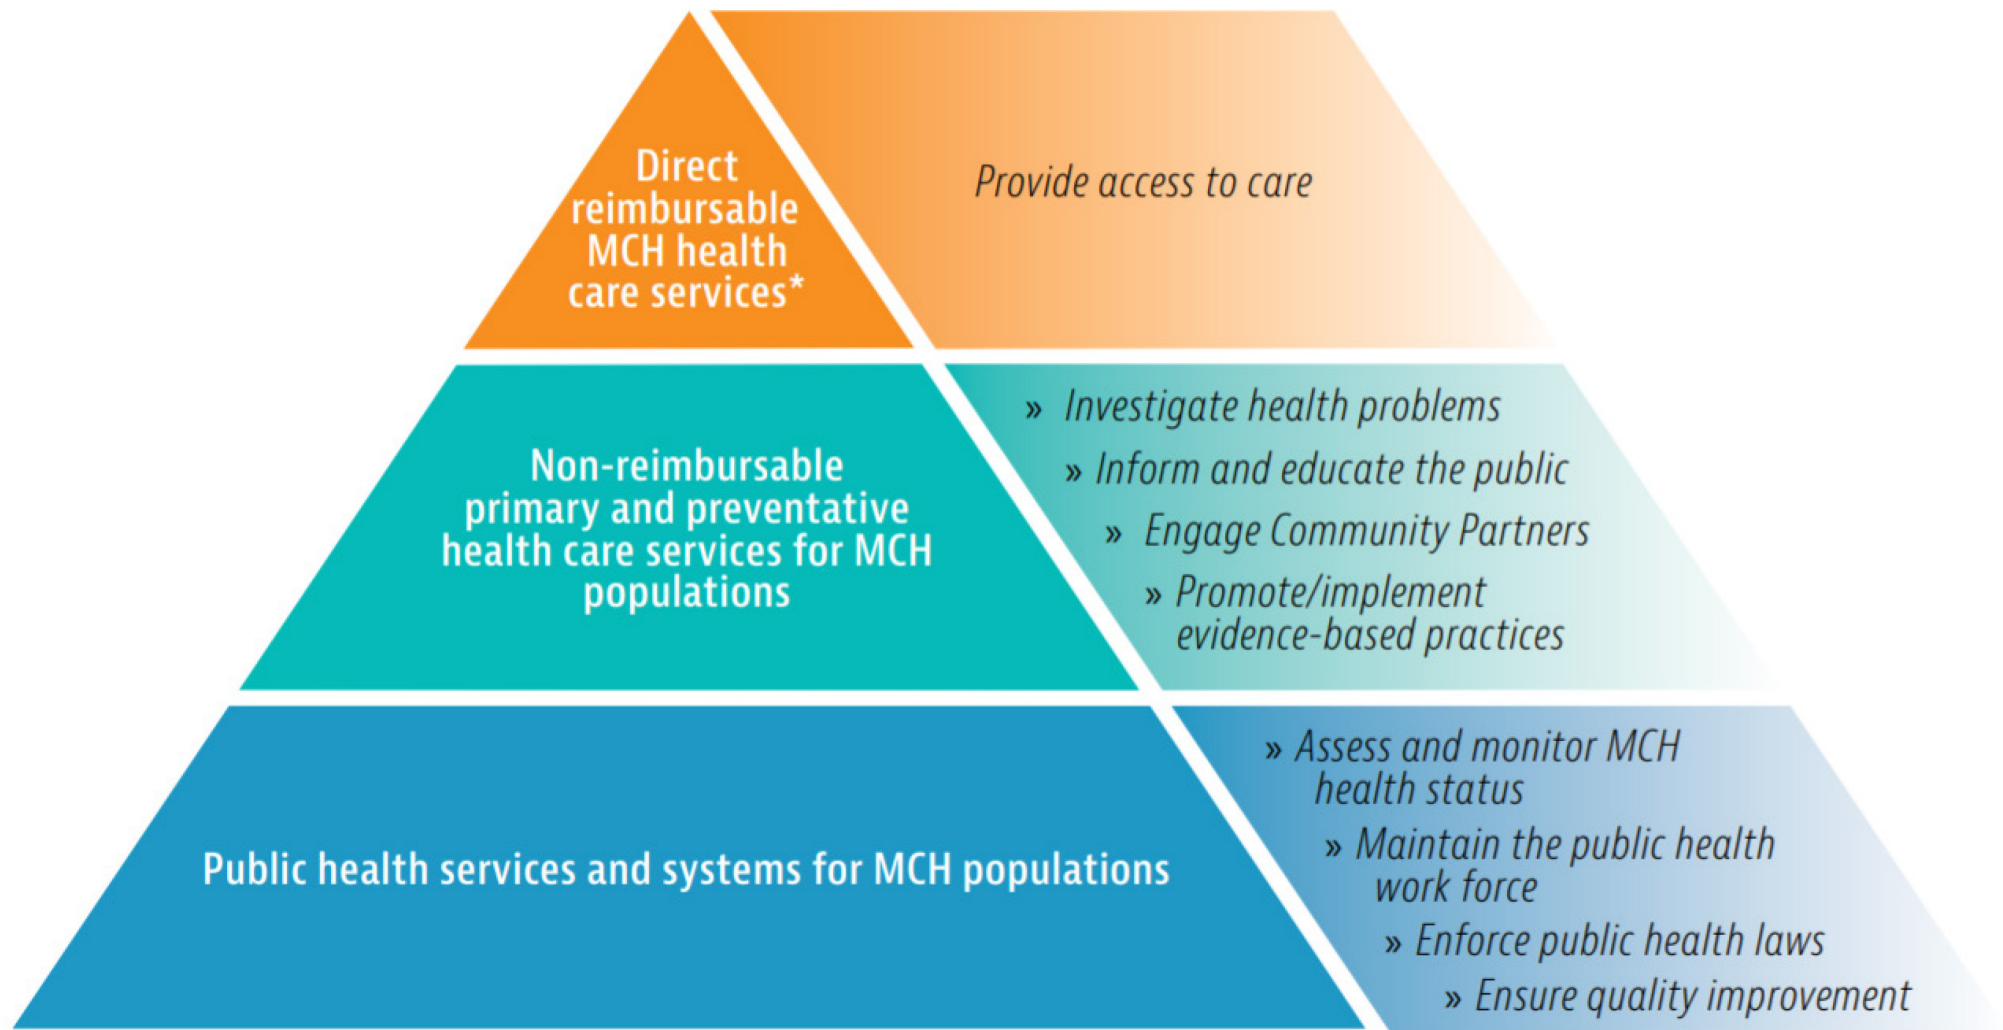 Direct
reimbursable
MCH health
care services*
Provide access to care
Non-reimbursable
primary and preventative
health care services for MCH
populations
» Investigate health problems
» Inform and educate the public
» Engage Community Partners
» Promote/implement
evidence-based practices
Public health services and systems for MCH populations
» Assess and monitor MCH
health status
» Maintain the public health
work force
» Enforce public health laws
» Ensure quality improvement